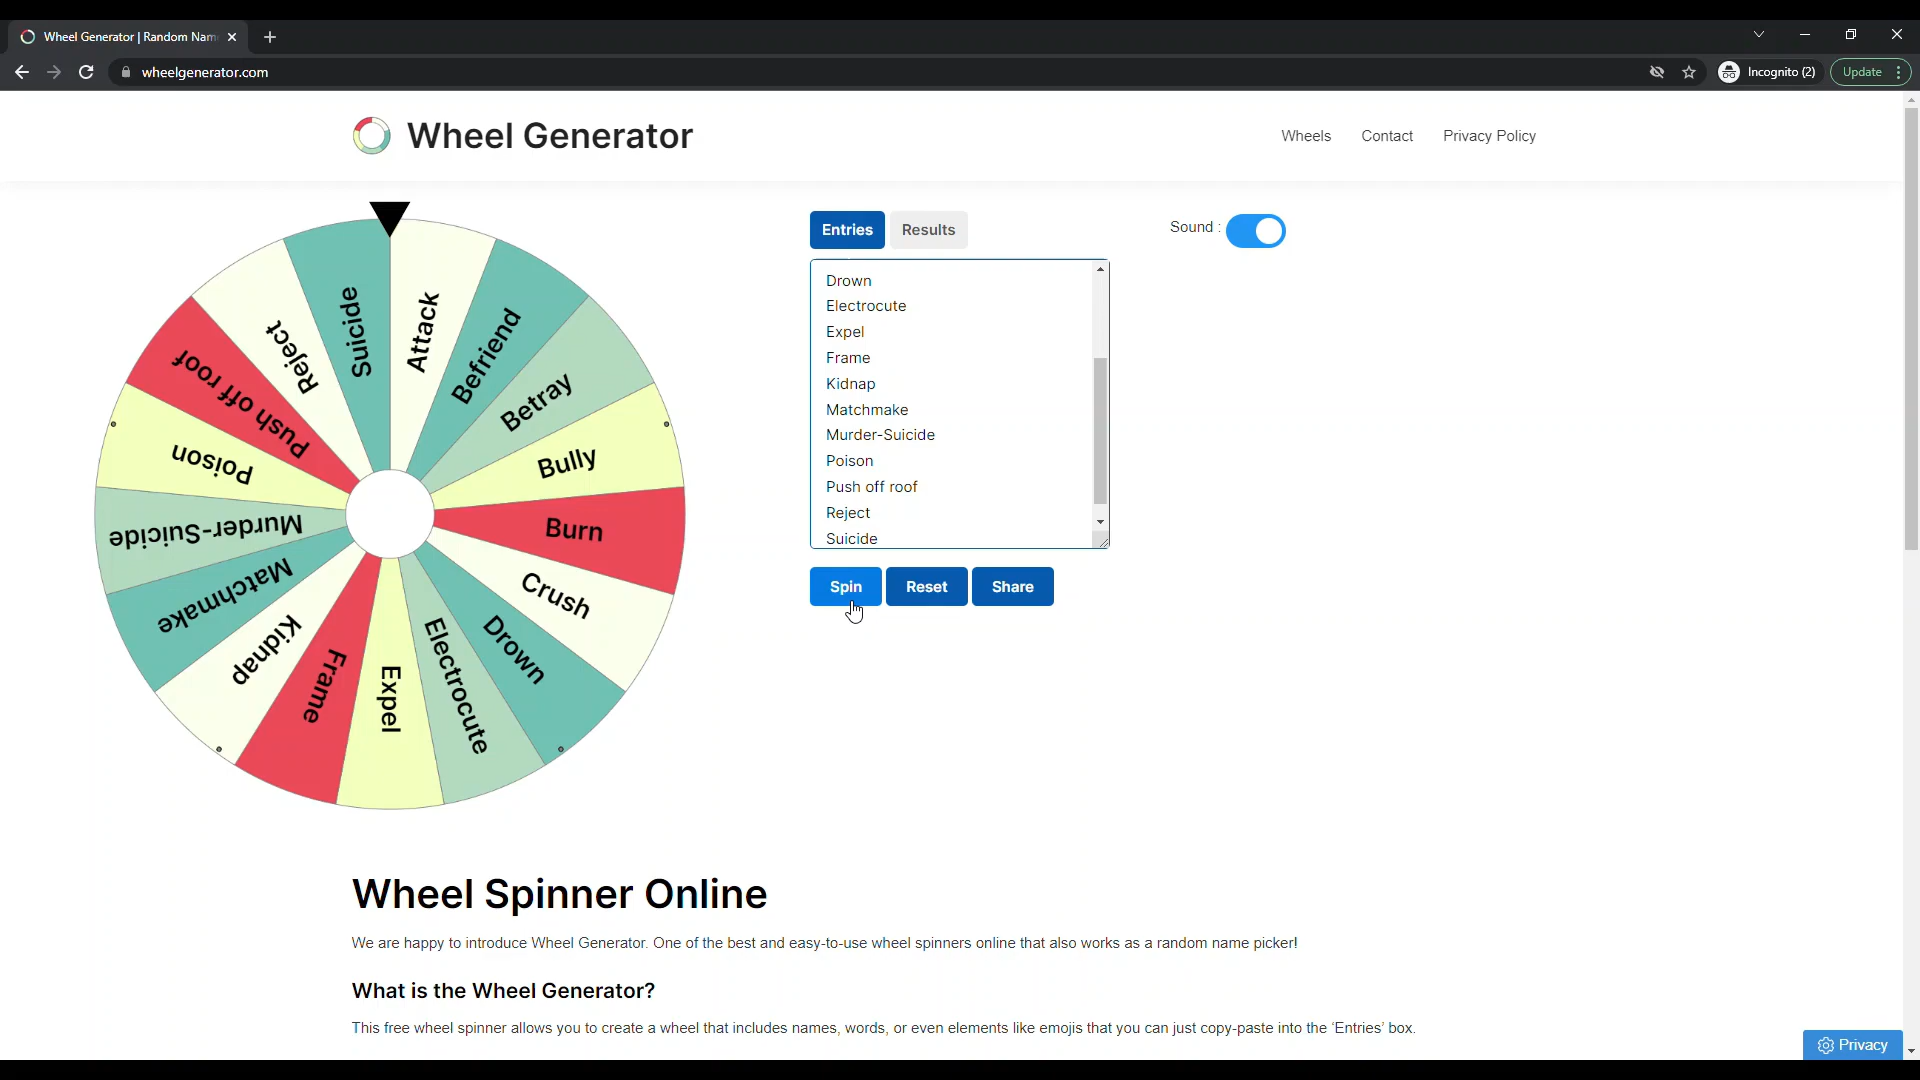 Wheel Generator | Random Nam
wheelgenerator.com
Incognito (2)
Update
Wheel Generator
Wheels
Contact
Privacy Policy
Entries
Results
Sound :
Attack
Befriend
Betray
Bully
Burn
Crush
Drown
Electrocute
Expel
Frame
Kidnap
Matchmake
Murder-Suicide
Poison
Push off roof
Reject
Suicide
Drown
Electrocute
Expel
Frame
Kidnap
Matchmake
Murder-Suicide
Poison
Push off roof
Reject
Suicide
Spin
Reset
Share
Wheel Spinner Online
We are happy to introduce Wheel Generator. One of the best and easy-to-use wheel spinners online that also works as a random name picker!
What is the Wheel Generator?
This free wheel spinner allows you to create a wheel that includes names, words, or even elements like emojis that you can just copy-paste into the 'Entries' box.
Privacy